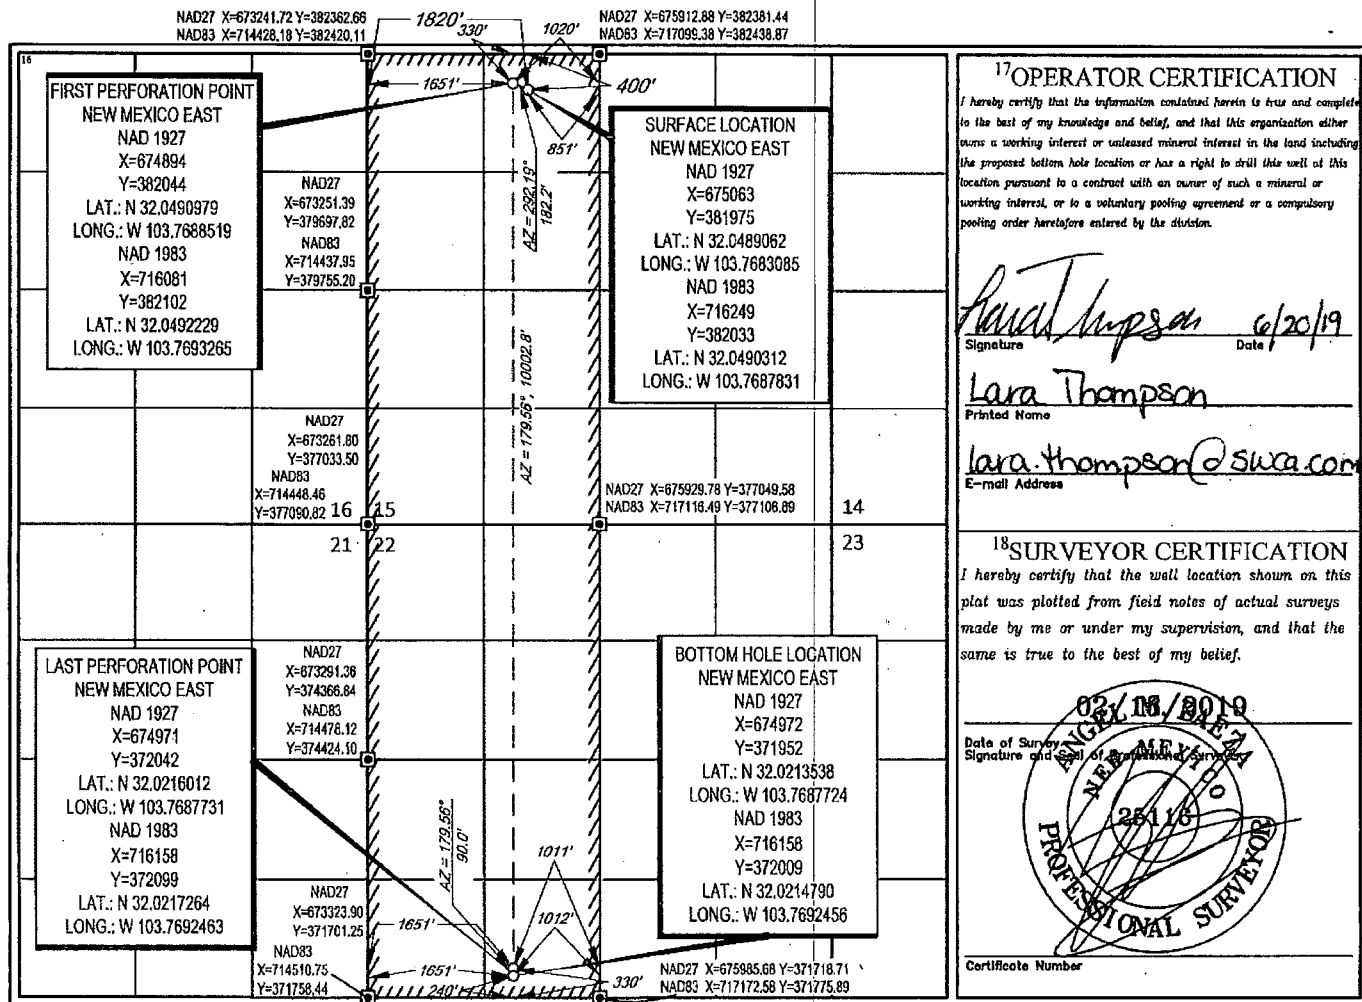 NAD27 X=673241.72 Y=382362.66
NAD83 X=714428.18 Y=382420.11
1820'
330'
1020'
NAD27 X=675912.88 Y=382381.44
NAD83 X=717099.38 Y=382438.87
16
1651'
400'
851'
FIRST PERFORATION POINT
NEW MEXICO EAST
NAD 1927
X=674894
Y=382044
LAT.: N 32.0490979
LONG.: W 103.7688519
NAD 1983
X=716081
Y=382102
LAT.: N 32.0492229
LONG.: W 103.7693265
SURFACE LOCATION
NEW MEXICO EAST
NAD 1927
X=675063
Y=381975
LAT.: N 32.0489062
LONG.: W 103.7683085
NAD 1983
X=716249
Y=382033
LAT.: N 32.0490312
LONG.: W 103.7687831
AZ = 292.19°
182.2'
NAD27
X=673251.39
Y=379697.82
NAD83
X=714437.95
Y=379755.20
AZ = 179.56°, 10002.8'
NAD27
X=673261.80
Y=377033.50
NAD83
X=714448.46
Y=377090.82
16 15
21 22
NAD27 X=675929.78 Y=377049.58
NAD83 X=717116.49 Y=377106.89
14
23
LAST PERFORATION POINT
NEW MEXICO EAST
NAD 1927
X=674971
Y=372042
LAT.: N 32.0216012
LONG.: W 103.7687731
NAD 1983
X=716158
Y=372099
LAT.: N 32.0217264
LONG.: W 103.7692463
NAD27
X=673291.36
Y=374366.84
NAD83
X=714478.12
Y=374424.10
BOTTOM HOLE LOCATION
NEW MEXICO EAST
NAD 1927
X=674972
Y=371952
LAT.: N 32.0213538
LONG.: W 103.7687724
NAD 1983
X=716158
Y=372009
LAT.: N 32.0214790
LONG.: W 103.7692456
AZ = 179.56°
90.0'
1011'
1012'
NAD27
X=673323.90
Y=371701.25
NAD83
X=714510.75
Y=371758.44
1651'
1651'
240'
330'
NAD27 X=675985.68 Y=371718.71
NAD83 X=717172.58 Y=371775.89
17 OPERATOR CERTIFICATION
I hereby certify that the information contained herein is true and complete
to the best of my knowledge and belief, and that this organization either
owns a working interest or unleased mineral interest in the land including
the proposed bottom hole location or has a right to drill this well at this
location pursuant to a contract with an owner of such a mineral or
working interest, or to a voluntary pooling agreement or a compulsory
pooling order heretofore entered by the division.
6/20/19
Signature Date
Lara Thompson
Printed Name
lara.thompson@swca.com
E-mail Address
18 SURVEYOR CERTIFICATION
I hereby certify that the well location shown on this
plat was plotted from field notes of actual surveys
made by me or under my supervision, and that the
same is true to the best of my belief.
Date of Survey
Signature and Seal of Professional Surveyor
ANGEL M. BAEZA
NEW MEXICO
25116
PROFESSIONAL SURVEYOR
Certificate Number